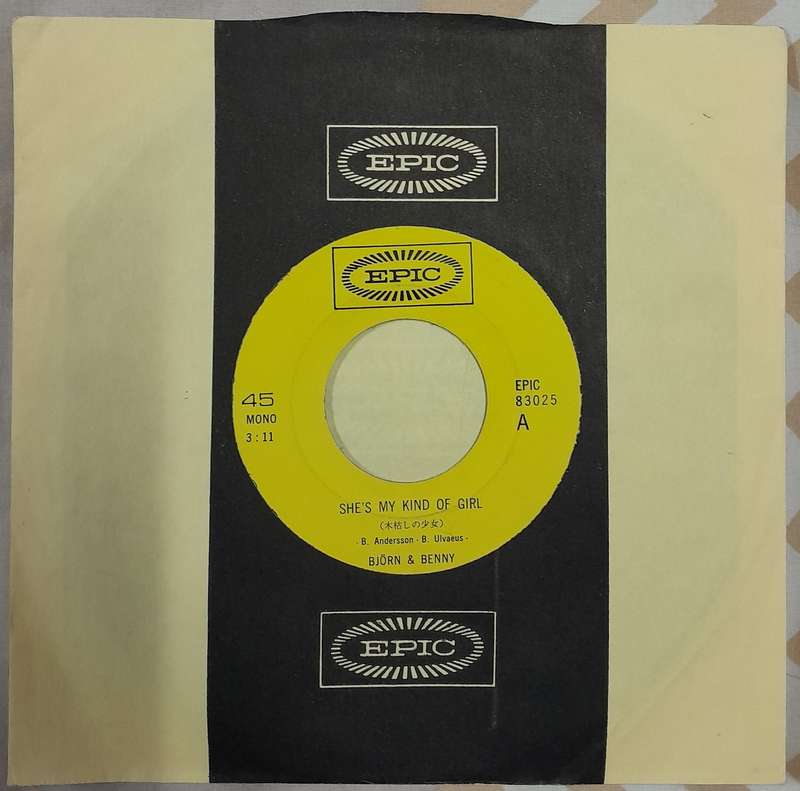 EPIC
EPIC
45
MONO
3:11
EPIC
83025
A
SHE'S MY KIND OF GIRL
(木枯しの少女)
· B. Andersson · B. Ulvaeus ·
BJÖRN & BENNY
EPIC